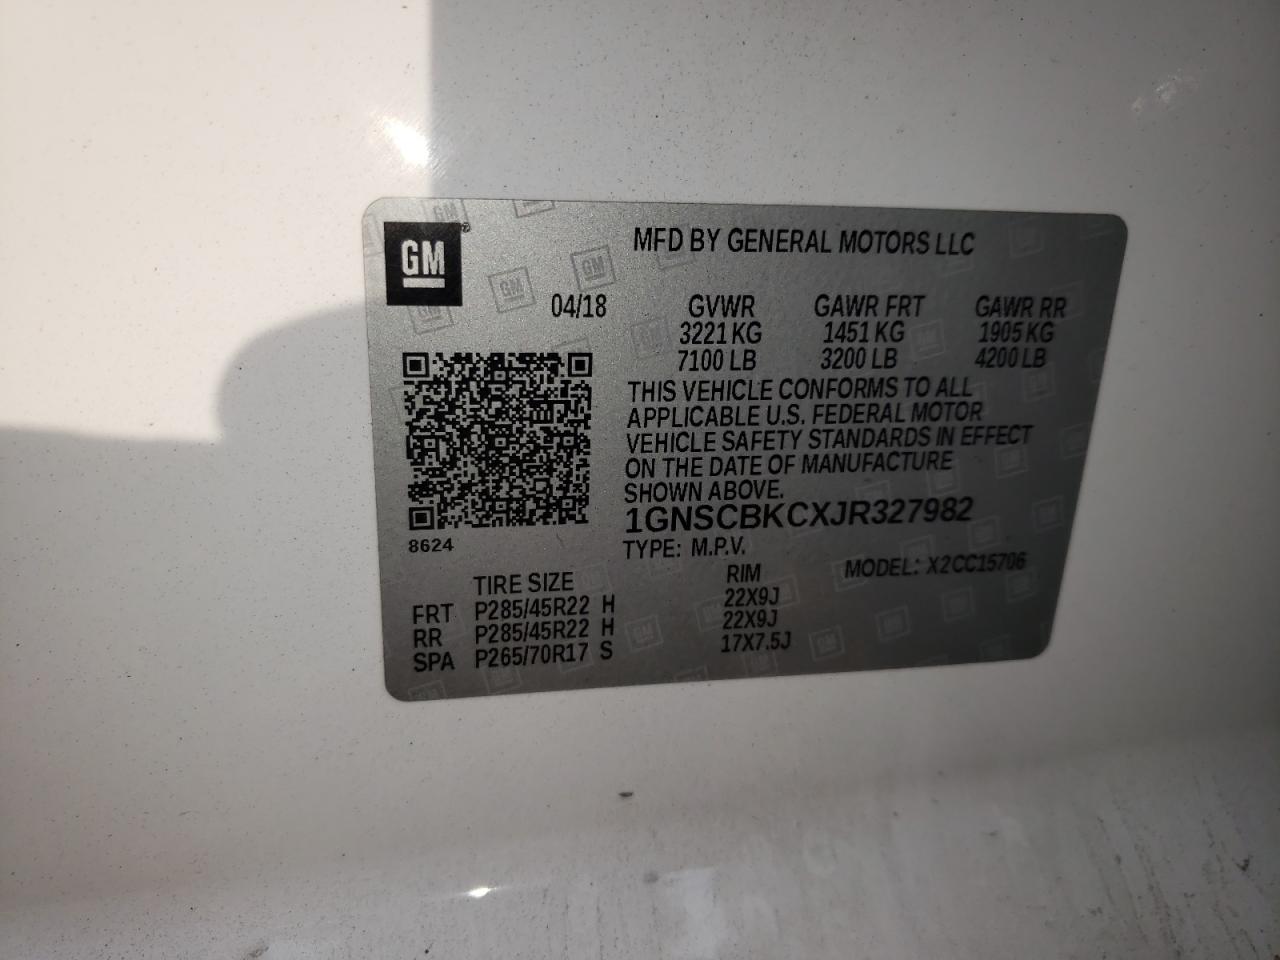 GM®
MFD BY GENERAL MOTORS LLC
04/18 GVWR GAWR FRT GAWR RR
3221 KG 1451 KG 1905 KG
7100 LB 3200 LB 4200 LB
THIS VEHICLE CONFORMS TO ALL
APPLICABLE U.S. FEDERAL MOTOR
VEHICLE SAFETY STANDARDS IN EFFECT
ON THE DATE OF MANUFACTURE
SHOWN ABOVE.
1GNSCBKCXJR327982
8624
TYPE: M.P.V. MODEL: X2CC15706
TIRE SIZE RIM
FRT P285/45R22 H 22X9J
RR P285/45R22 H 22X9J
SPA P265/70R17 S 17X7.5J